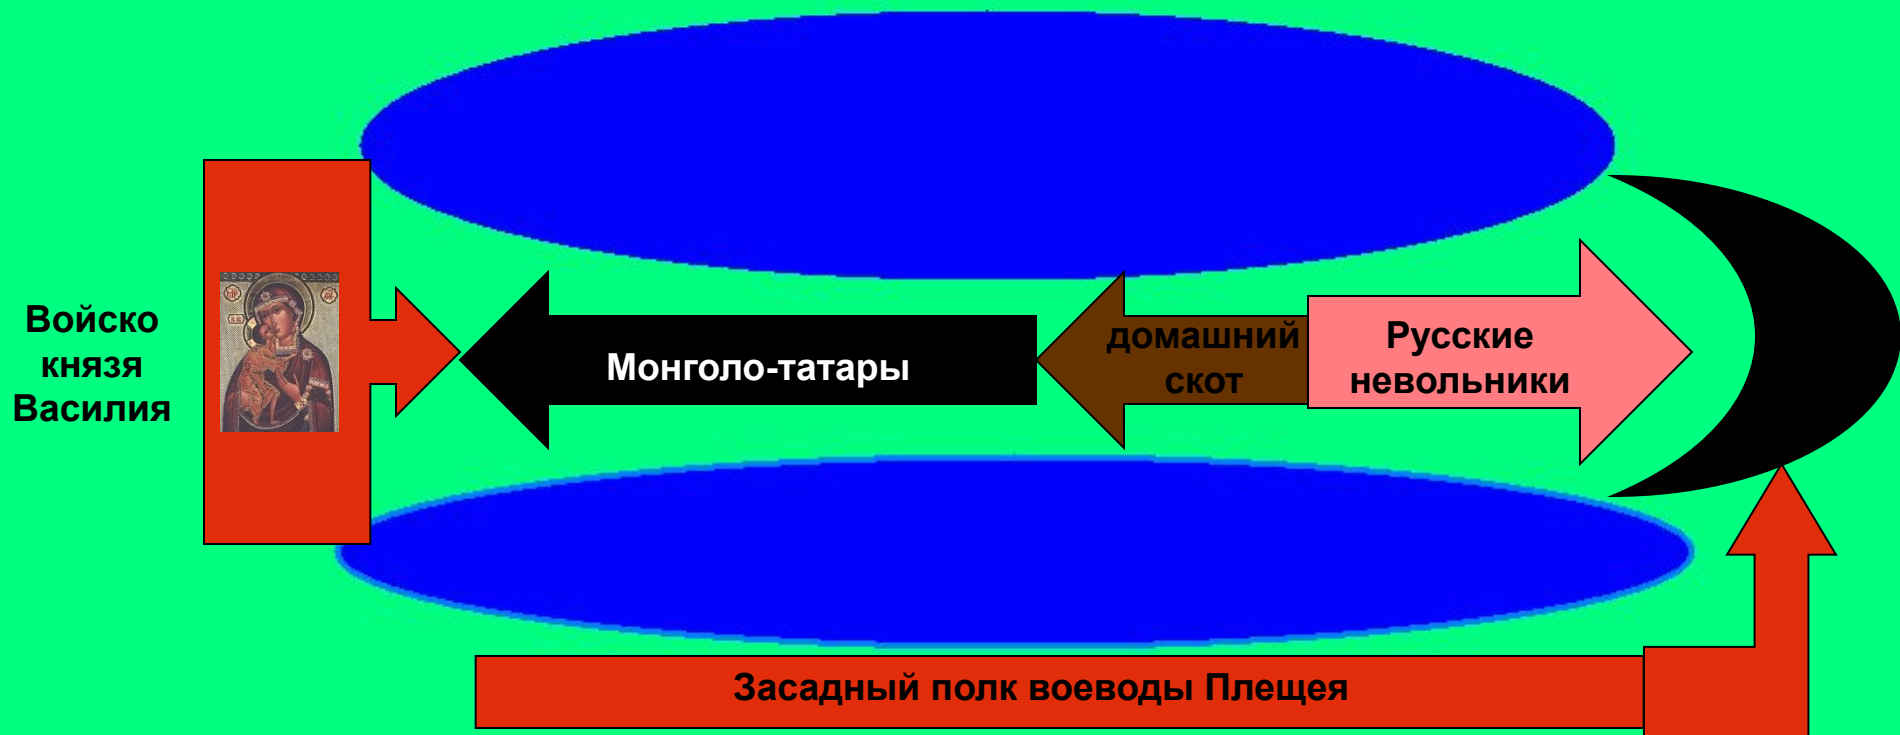 Войско
князя
Василия
Монголо-татары
домашний
скот
Русские
невольники
Засадный полк воеводы Плещея